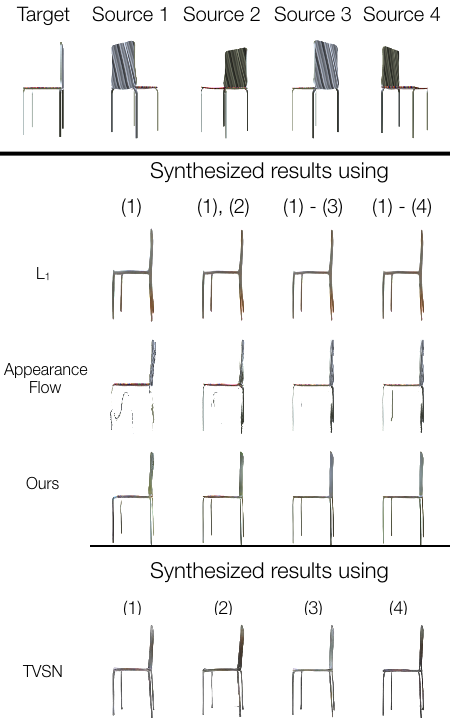 Target Source 1 Source 2 Source 3 Source 4
Synthesized results using
(1) (1), (2) (1) - (3) (1) - (4)
L₁
Appearance
Flow
Ours
Synthesized results using
(1) (2) (3) (4)
TVSN